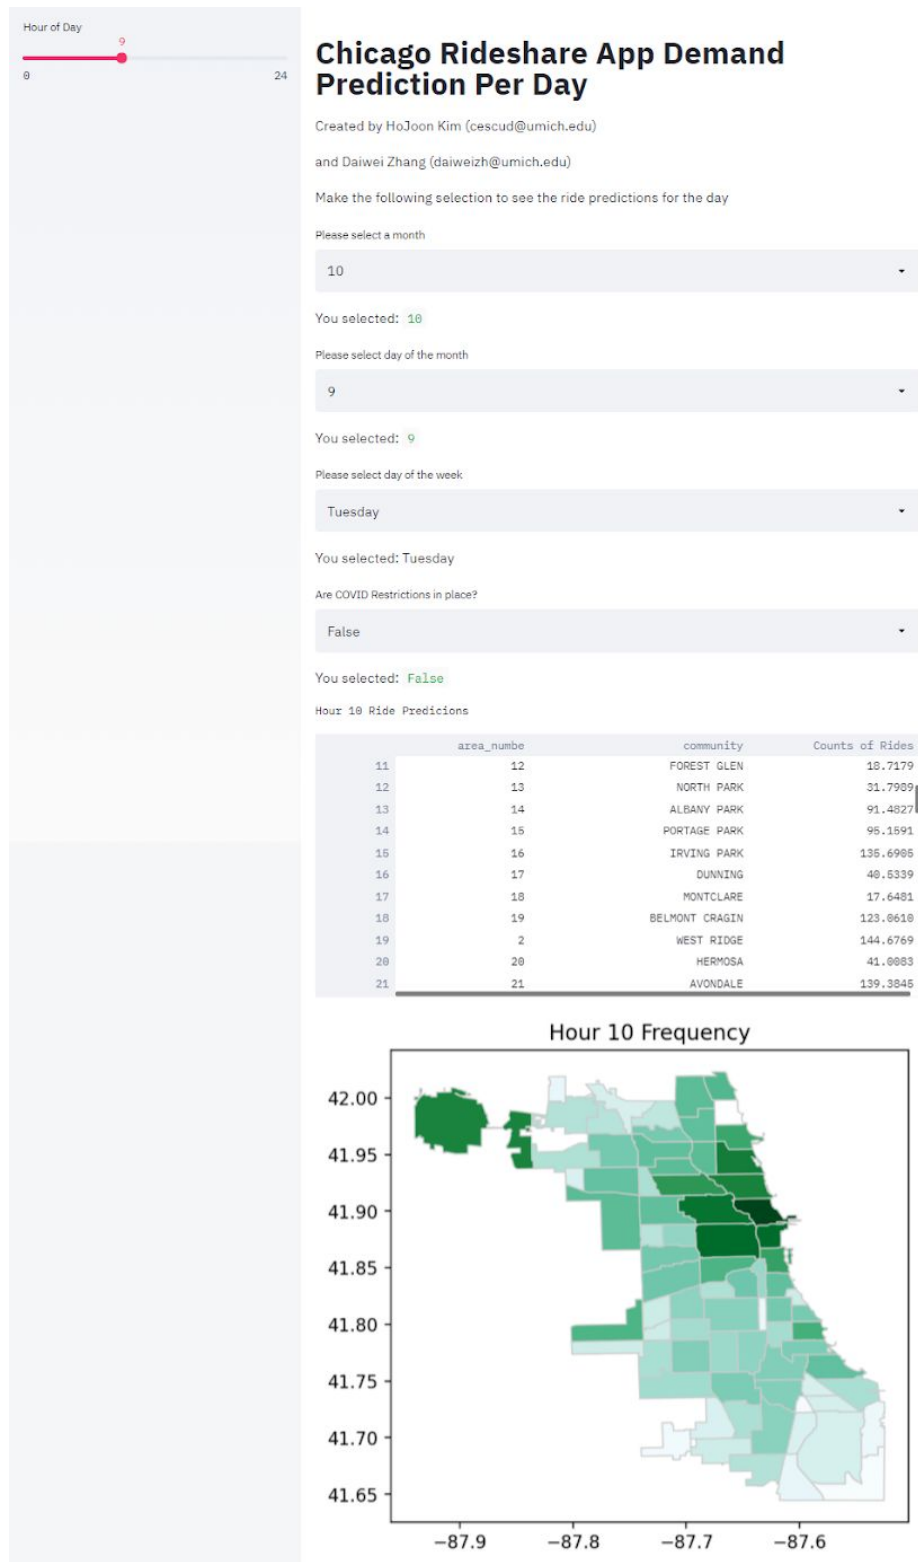 Hour of Day
9
0 24
Chicago Rideshare App Demand
Prediction Per Day
Created by HoJoon Kim (cescud@umich.edu)
and Daiwei Zhang (daiweizh@umich.edu)
Make the following selection to see the ride predictions for the day
Please select a month
10
You selected: 10
Please select day of the month
9
You selected: 9
Please select day of the week
Tuesday
You selected: Tuesday
Are COVID Restrictions in place?
False
You selected: False
Hour 10 Ride Predicions
area_numbe community Counts of Rides
11 12 FOREST GLEN 18.7179
12 13 NORTH PARK 31.7989
13 14 ALBANY PARK 91.4827
14 15 PORTAGE PARK 95.1591
15 16 IRVING PARK 135.6905
16 17 DUNNING 40.5339
17 18 MONTCLARE 17.6481
18 19 BELMONT CRAGIN 123.0610
19 2 WEST RIDGE 144.6769
20 20 HERMOSA 41.0083
21 21 AVONDALE 139.3845
Hour 10 Frequency
42.00
41.95
41.90
41.85
41.80
41.75
41.70
41.65
−87.9 −87.8 −87.7 −87.6